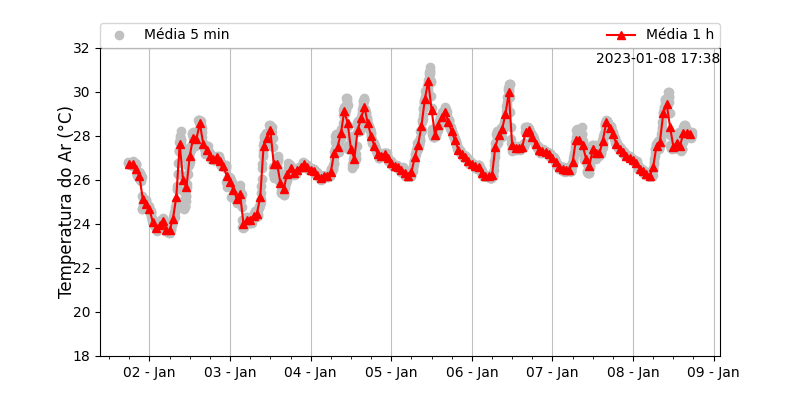 Média 5 min
Média 1 h
2023-01-08 17:38
Temperatura do Ar (°C)
32
30
28
26
24
22
20
18
02 - Jan
03 - Jan
04 - Jan
05 - Jan
06 - Jan
07 - Jan
08 - Jan
09 - Jan